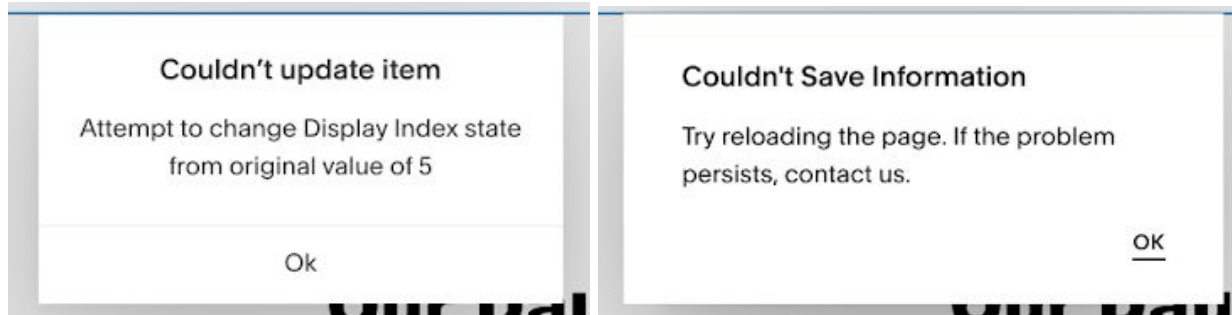 Couldn’t update item
Attempt to change Display Index state
from original value of 5
Ok
Couldn't Save Information
Try reloading the page. If the problem
persists, contact us.
OK